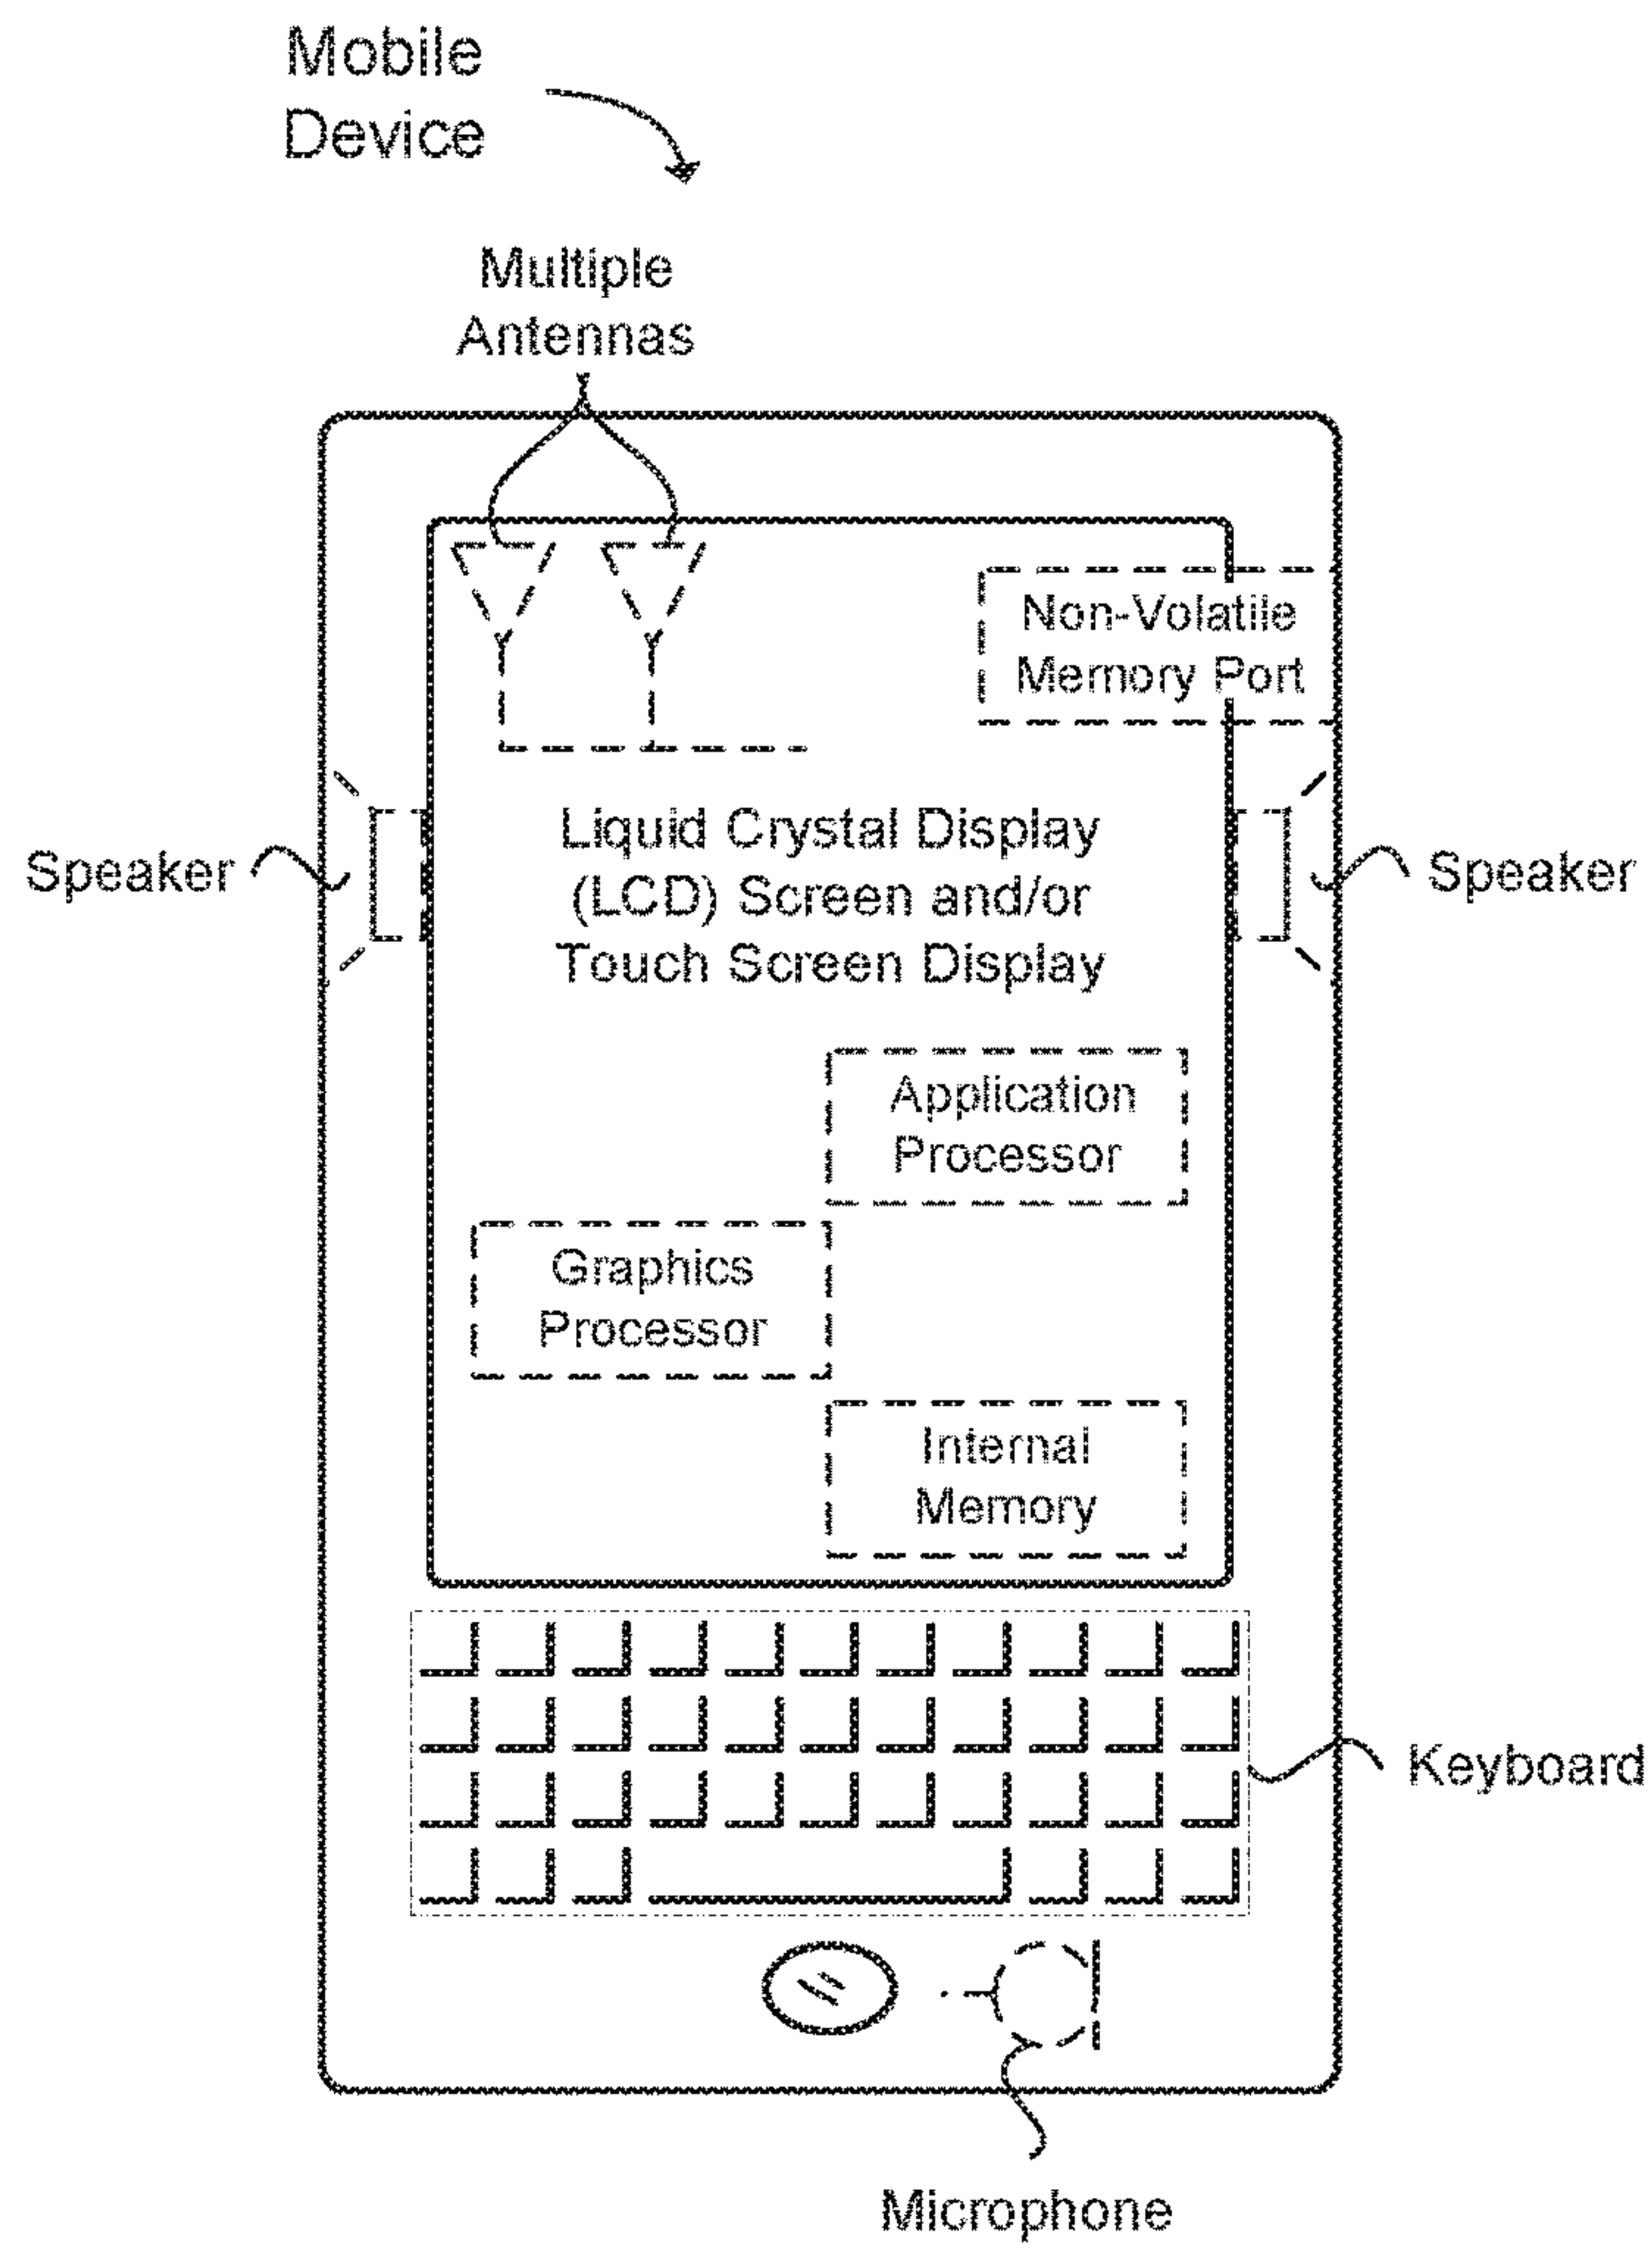 Mobile
Device
Multiple
Antennas
Non-Volatile
Memory Port
Speaker
Liquid Crystal Display
(LCD) Screen and/or
Touch Screen Display
Speaker
Application
Processor
Graphics
Processor
Internal
Memory
Keyboard
Microphone